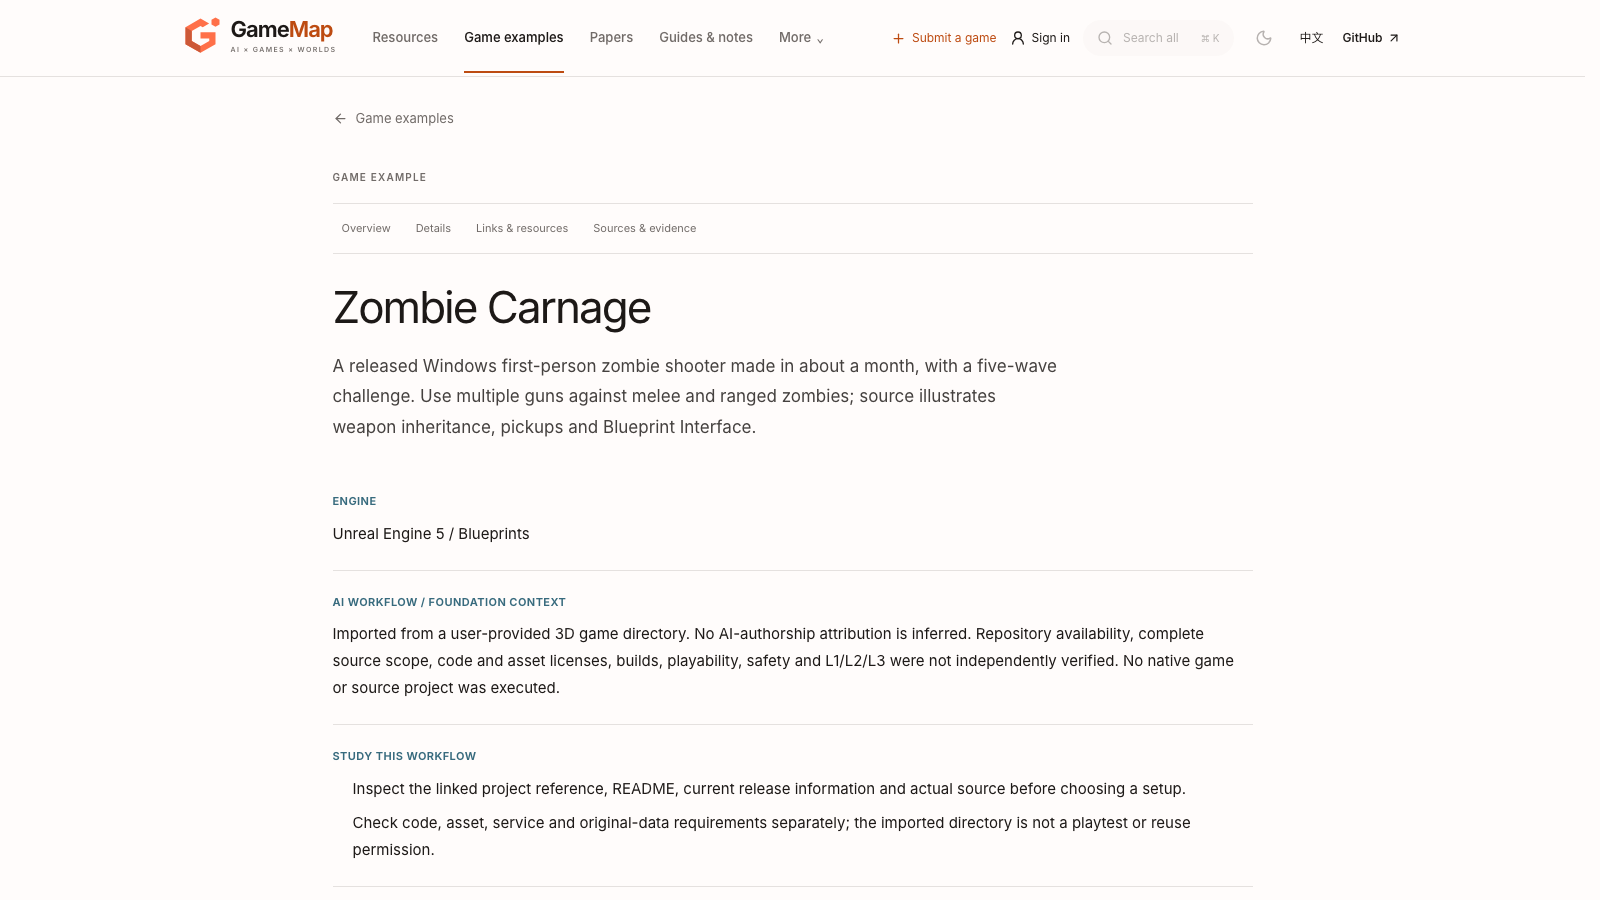 GameMap
AI × GAMES × WORLDS
Resources
Game examples
Papers
Guides & notes
More
Submit a game
Sign in
Search all
⌘ K
中文
GitHub
Game examples
GAME EXAMPLE
Overview
Details
Links & resources
Sources & evidence
Zombie Carnage
A released Windows first-person zombie shooter made in about a month, with a five-wave
challenge. Use multiple guns against melee and ranged zombies; source illustrates
weapon inheritance, pickups and Blueprint Interface.
ENGINE
Unreal Engine 5 / Blueprints
AI WORKFLOW / FOUNDATION CONTEXT
Imported from a user-provided 3D game directory. No AI-authorship attribution is inferred. Repository availability, complete
source scope, code and asset licenses, builds, playability, safety and L1/L2/L3 were not independently verified. No native game
or source project was executed.
STUDY THIS WORKFLOW
Inspect the linked project reference, README, current release information and actual source before choosing a setup.
Check code, asset, service and original-data requirements separately; the imported directory is not a playtest or reuse
permission.